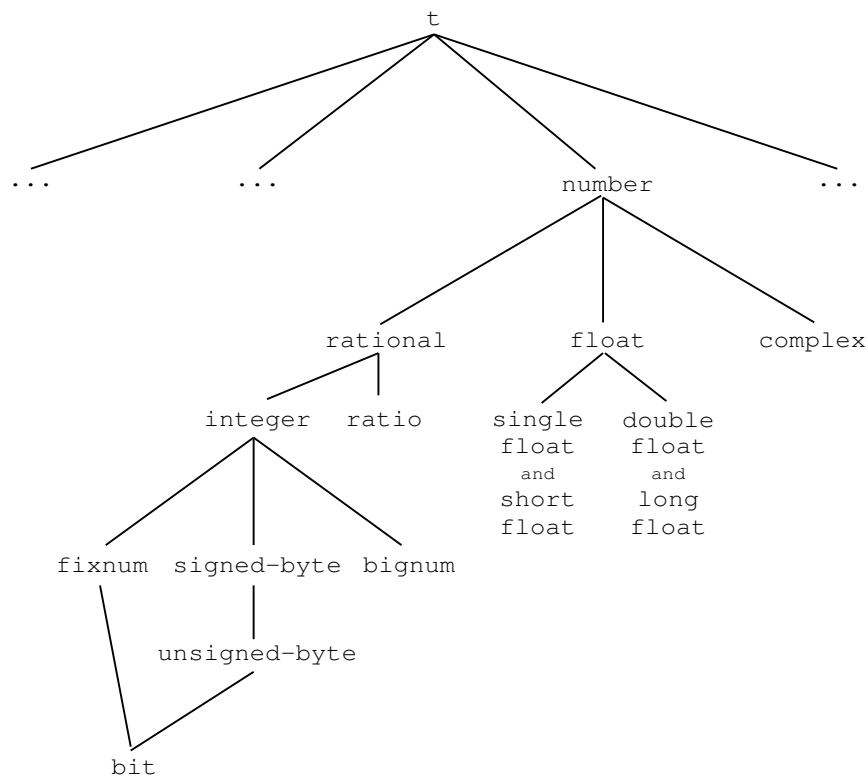 t
... ... number ...
rational float complex
integer ratio single double
float float
and and
short long
float float
fixnum signed-byte bignum
unsigned-byte
bit